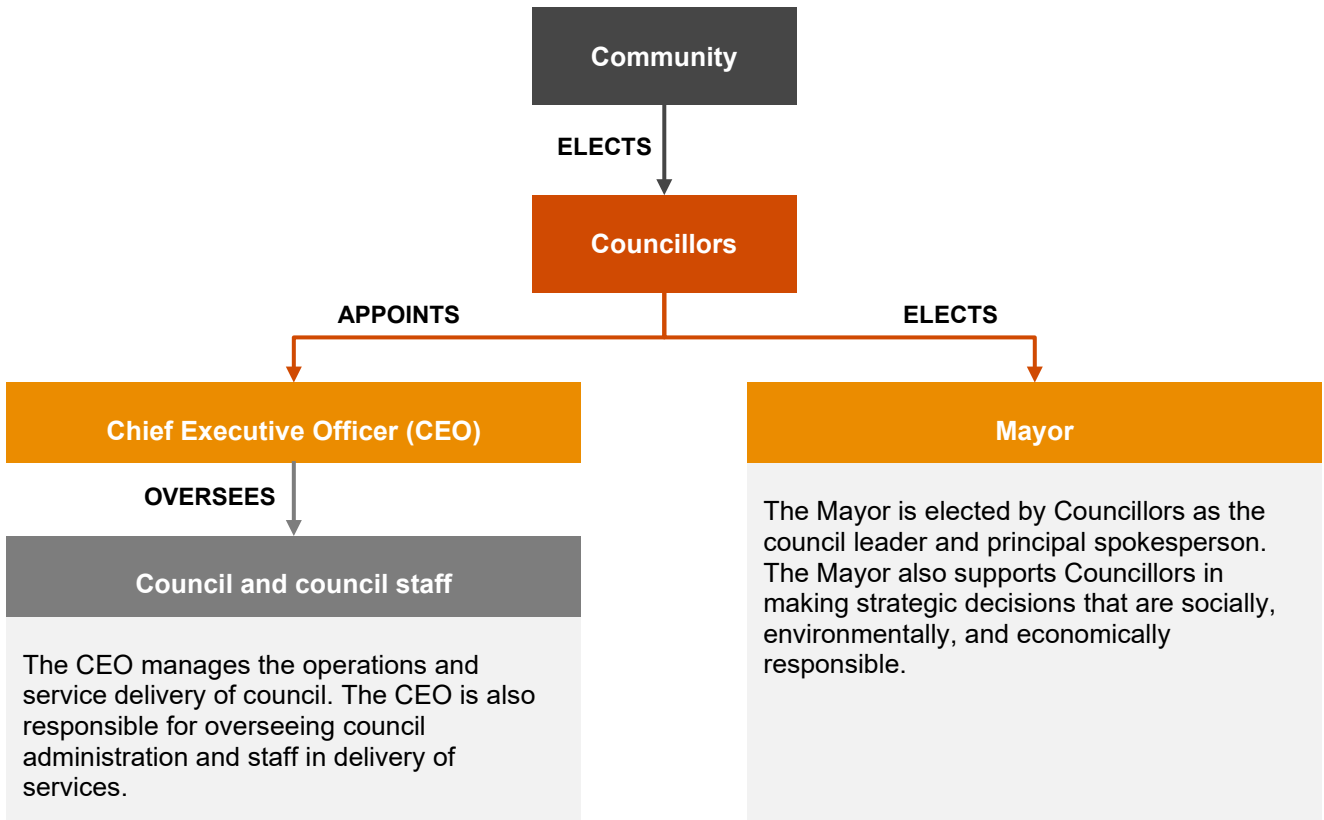 Community
ELECTS
Councillors
APPOINTS
ELECTS
Chief Executive Officer (CEO)
OVERSEES
Council and council staff
The CEO manages the operations and
service delivery of council. The CEO is also
responsible for overseeing council
administration and staff in delivery of
services.
Mayor
The Mayor is elected by Councillors as the
council leader and principal spokesperson.
The Mayor also supports Councillors in
making strategic decisions that are socially,
environmentally, and economically
responsible.